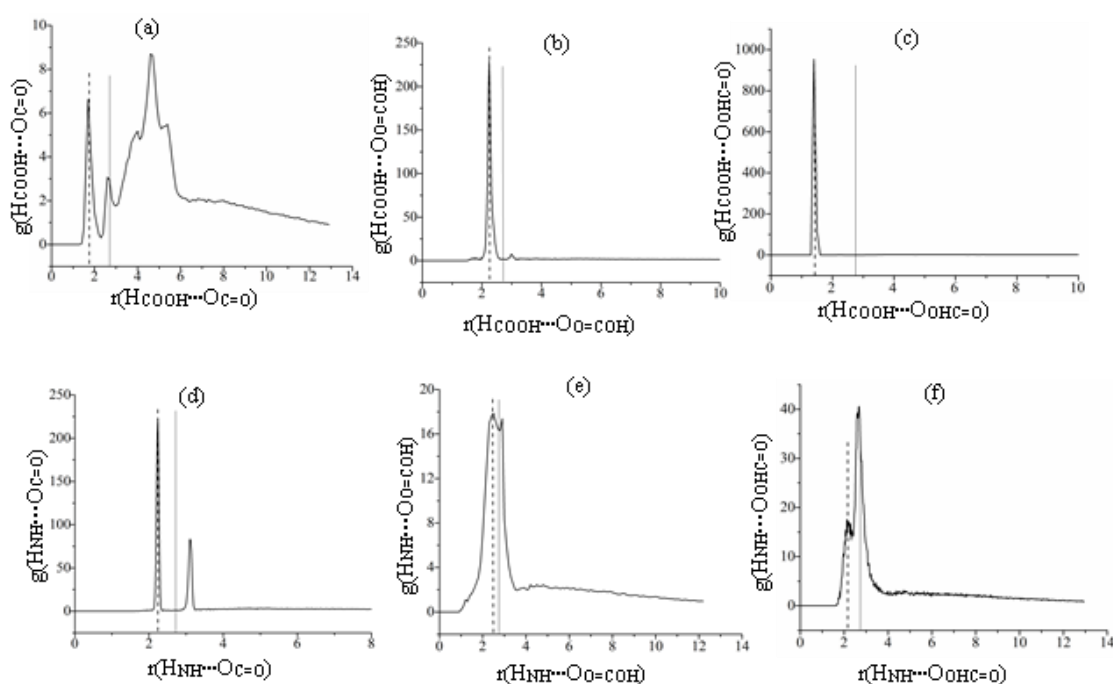 (a)
g(HCOOH···OC=O)
10
8
6
4
2
0
0 2 4 6 8 10 12 14
r(HCOOH···OC=O)
(b)
g(HCOOH···OO=COH)
250
200
150
100
50
0
0 2 4 6 8 10
r(HCOOH···OO=COH)
(c)
g(HCOOH···OOHC=O)
1000
800
600
400
200
0
0 2 4 6 8 10
r(HCOOH···OOHC=O)
(d)
g(HNH···OC=O)
250
200
150
100
50
0
0 2 4 6 8
r(HNH···OC=O)
(e)
g(HNH···OO=COH)
20
16
12
8
4
0
0 2 4 6 8 10 12 14
r(HNH···OO=COH)
(f)
g(HNH···OOHC=O)
40
30
20
10
0
0 2 4 6 8 10 12 14
r(HNH···OOHC=O)